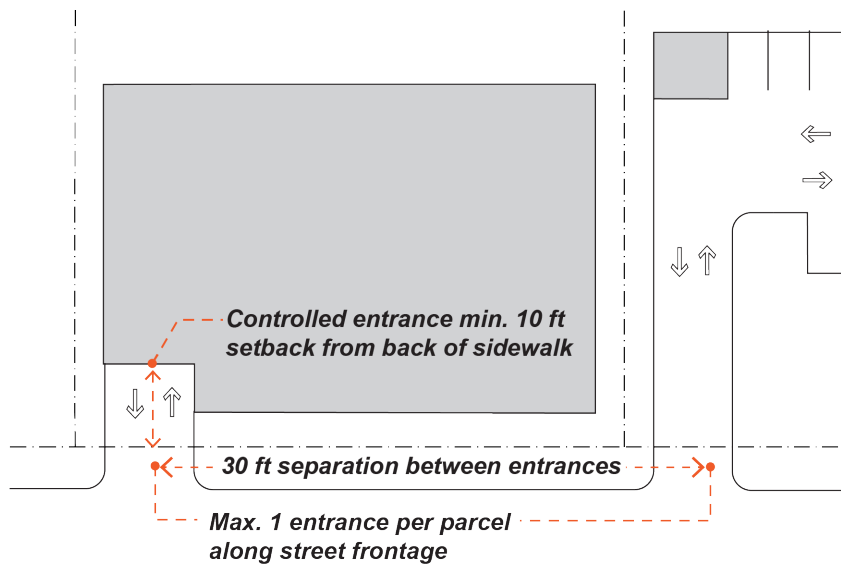 Controlled entrance min. 10 ft
setback from back of sidewalk
30 ft separation between entrances
Max. 1 entrance per parcel
along street frontage